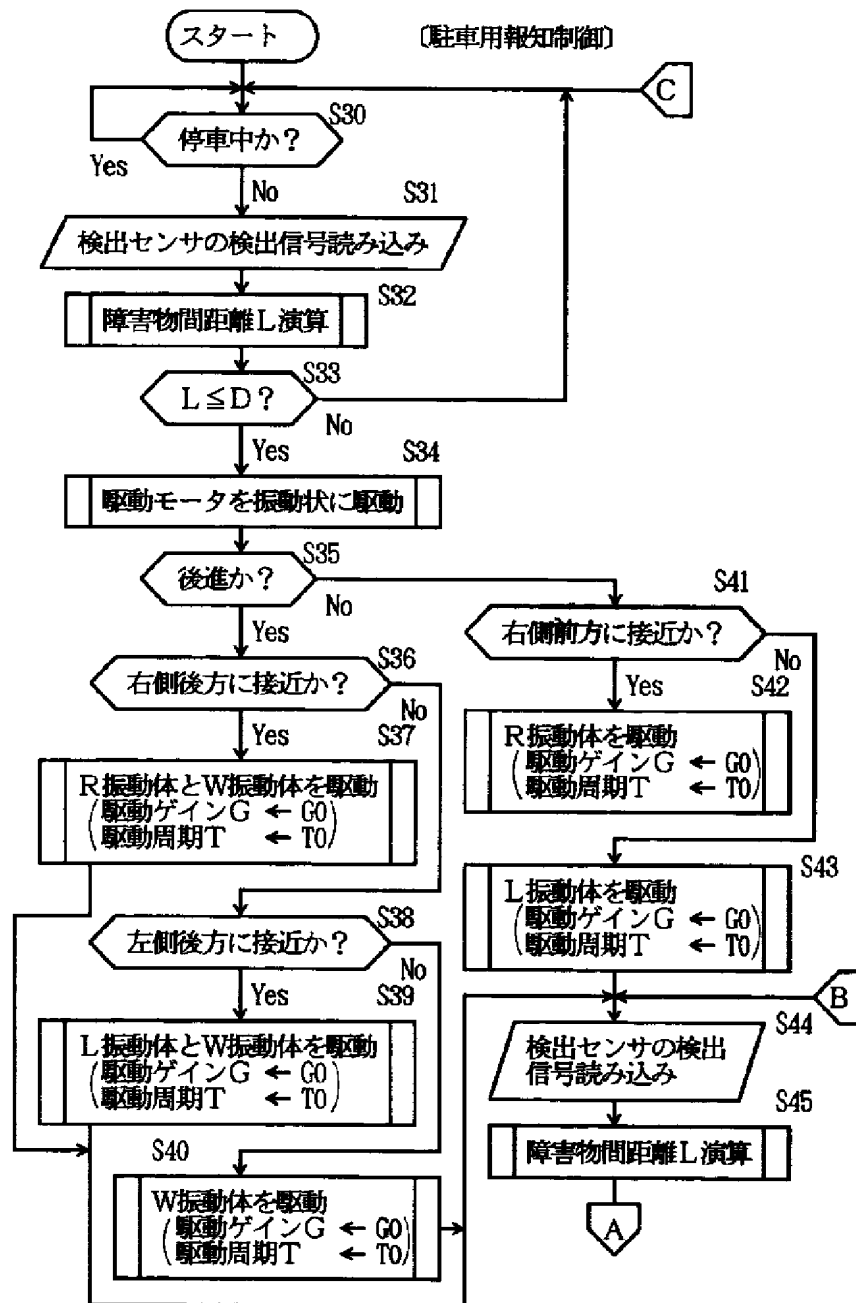 スタート
〔駐車用報知制御〕
C
S30
停車中か?
Yes
No
S31
検出センサの検出信号読み込み
S32
障害物間距離L演算
S33
L≦D?
No
Yes
S34
駆動モータを振動状に駆動
S35
後進か?
No
Yes
S36
右側後方に接近か?
No
Yes
S37
R振動体とW振動体を駆動
(駆動ゲインG ← G0)
(駆動周期T ← T0)
S38
左側後方に接近か?
No
Yes
S39
L振動体とW振動体を駆動
(駆動ゲインG ← G0)
(駆動周期T ← T0)
S40
W振動体を駆動
(駆動ゲインG ← G0)
(駆動周期T ← T0)
S41
右側前方に接近か?
No
Yes
S42
R振動体を駆動
(駆動ゲインG ← G0)
(駆動周期T ← T0)
S43
L振動体を駆動
(駆動ゲインG ← G0)
(駆動周期T ← T0)
B
S44
検出センサの検出
信号読み込み
S45
障害物間距離L演算
A